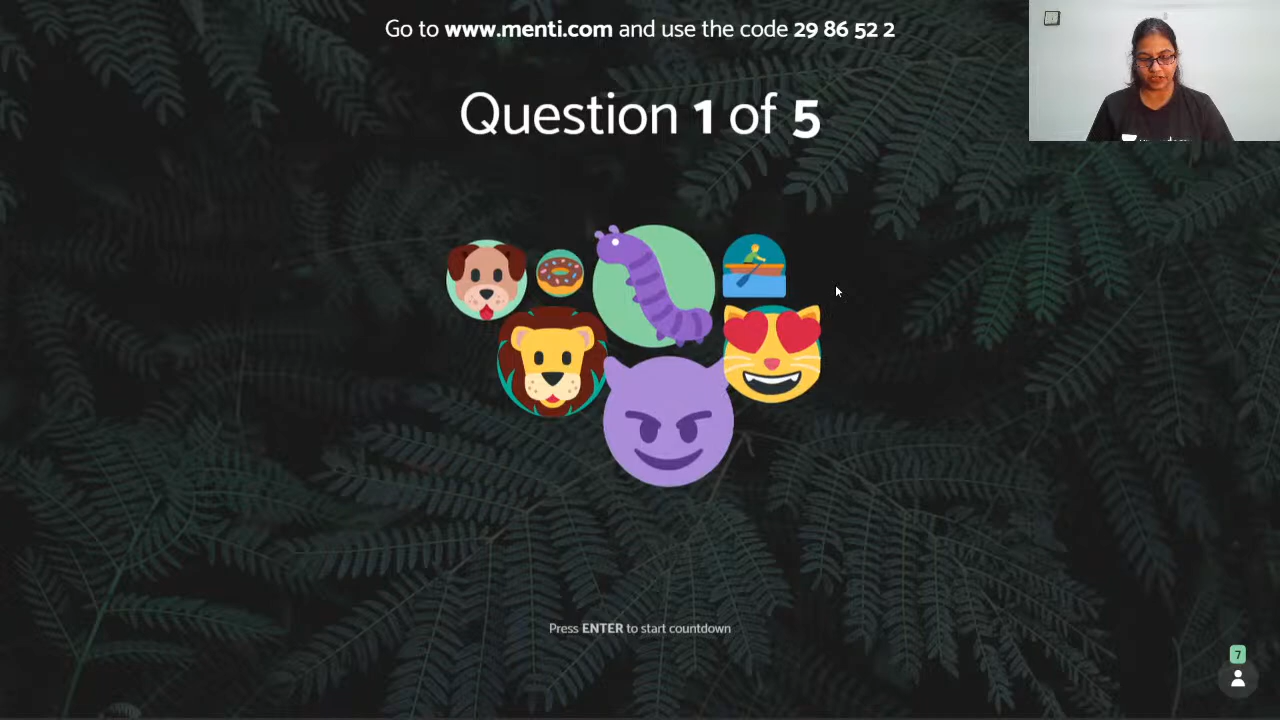 Go to www.menti.com and use the code 29 86 52 2
Question 1 of 5
Press ENTER to start countdown
7